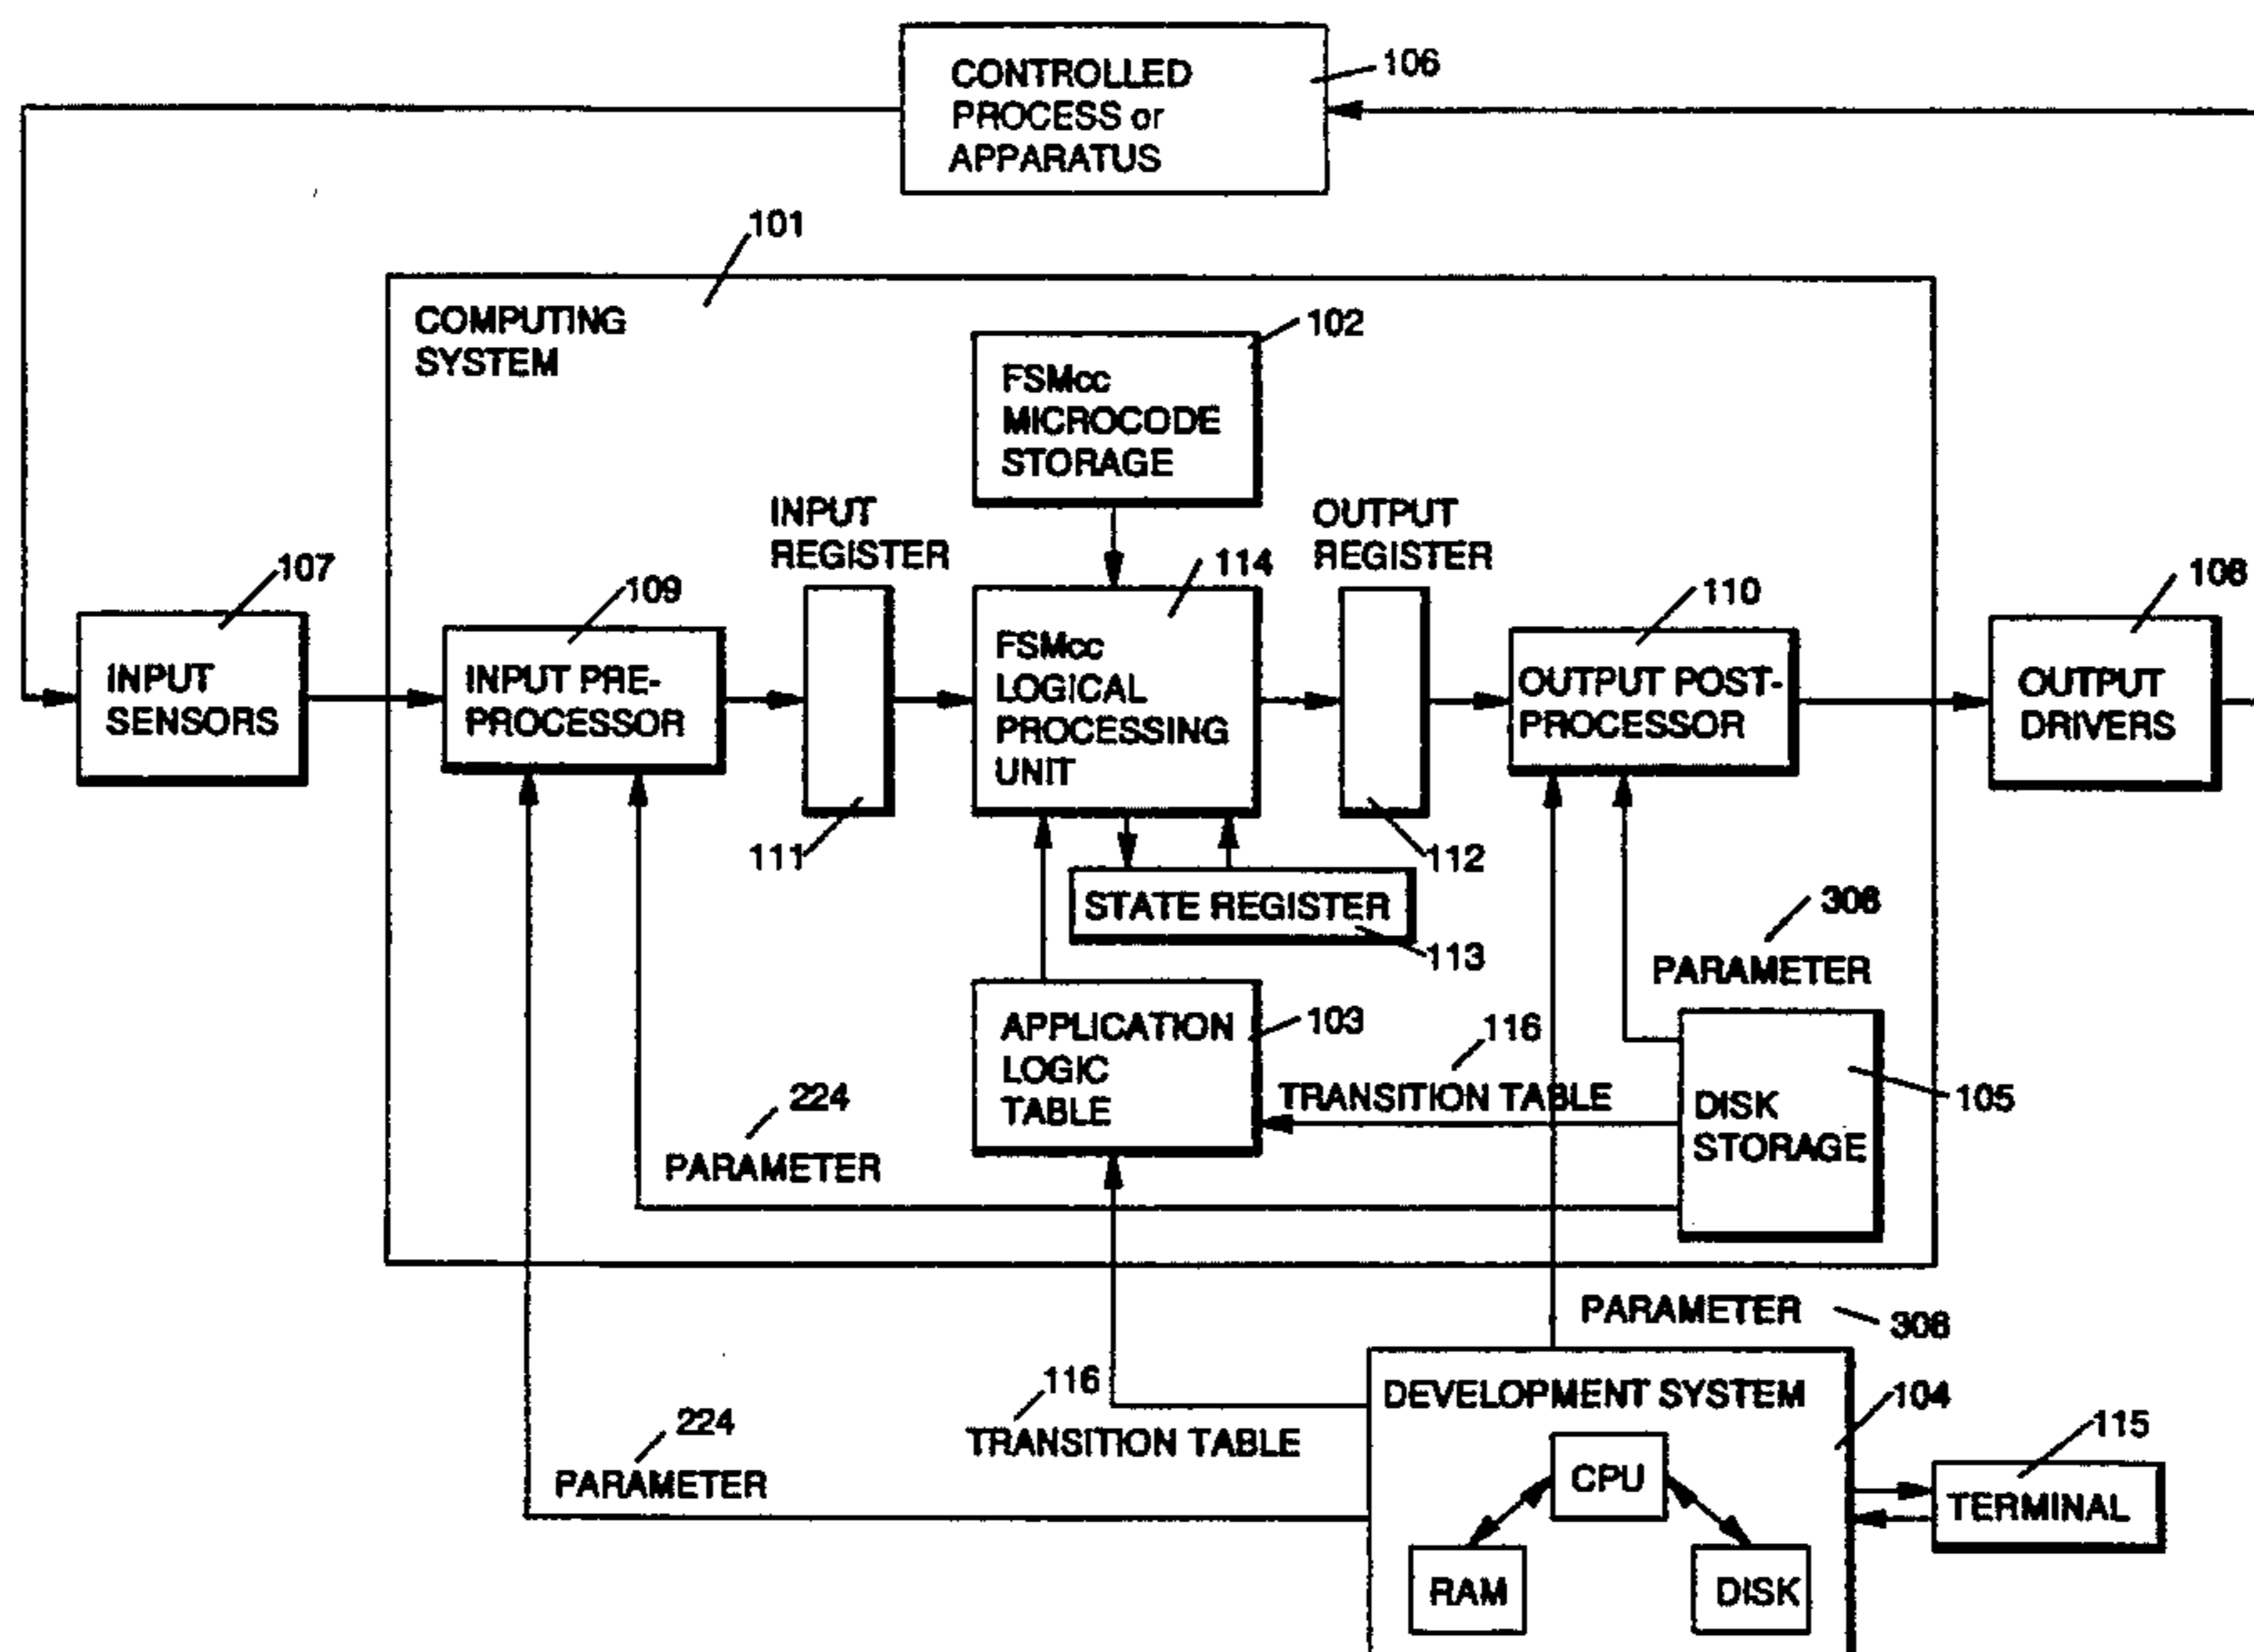 CONTROLLED
PROCESS or
APPARATUS
106
101
COMPUTING
SYSTEM
102
FSMcc
MICROCODE
STORAGE
INPUT
REGISTER
OUTPUT
REGISTER
107
INPUT
SENSORS
109
INPUT PRE-
PROCESSOR
111
114
FSMcc
LOGICAL
PROCESSING
UNIT
112
110
OUTPUT POST-
PROCESSOR
108
OUTPUT
DRIVERS
STATE REGISTER
113
306
PARAMETER
APPLICATION
LOGIC
TABLE
103
116
TRANSITION TABLE
DISK
STORAGE
105
224
PARAMETER
PARAMETER
306
116
TRANSITION TABLE
224
PARAMETER
DEVELOPMENT SYSTEM
104
CPU
RAM
DISK
115
TERMINAL